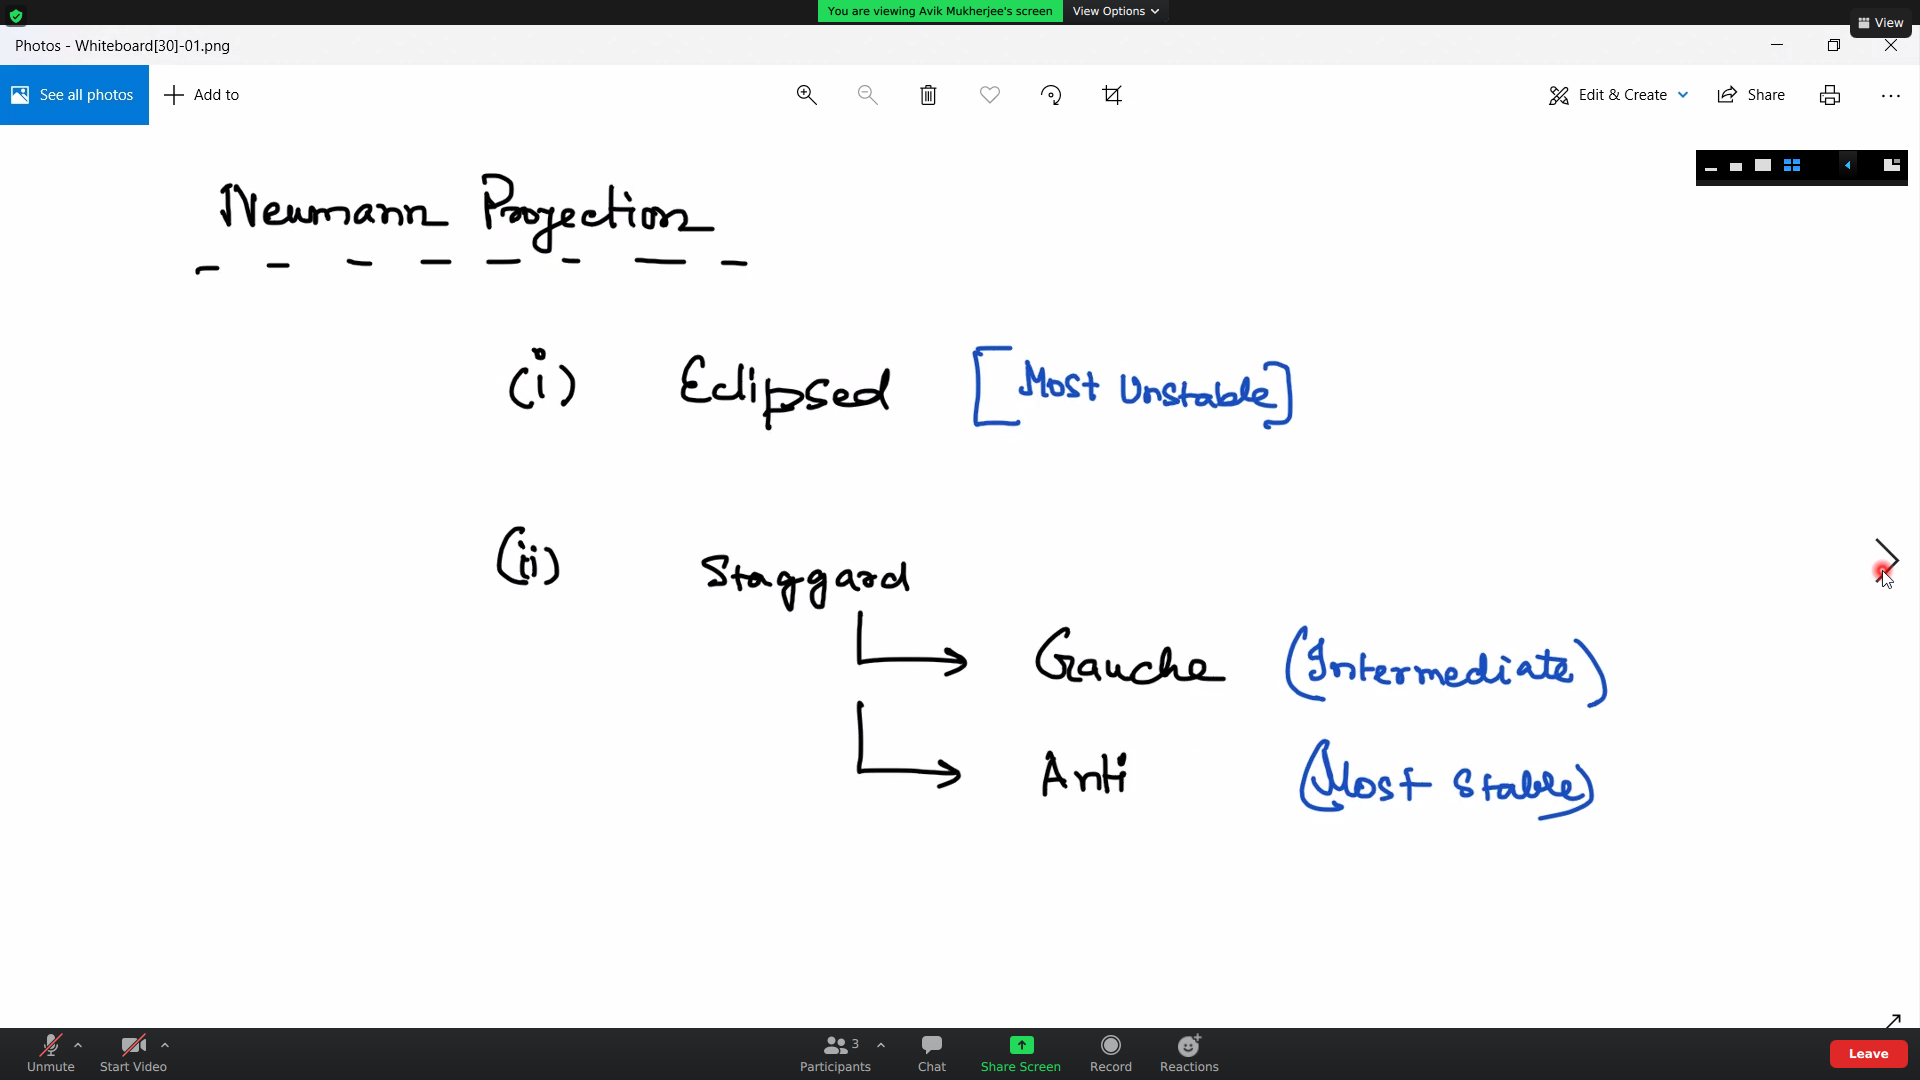 You are viewing Avik Mukherjee's screen View Options
View
Photos - Whiteboard[30]-01.png
See all photos Add to Edit & Create Share
Neumann Projection
(i) Eclipsed [Most Unstable]
(ii) Staggard
Gauche (Intermediate)
Anti (Most Stable)
Unmute Start Video Participants 3 Chat Share Screen Record Reactions Leave